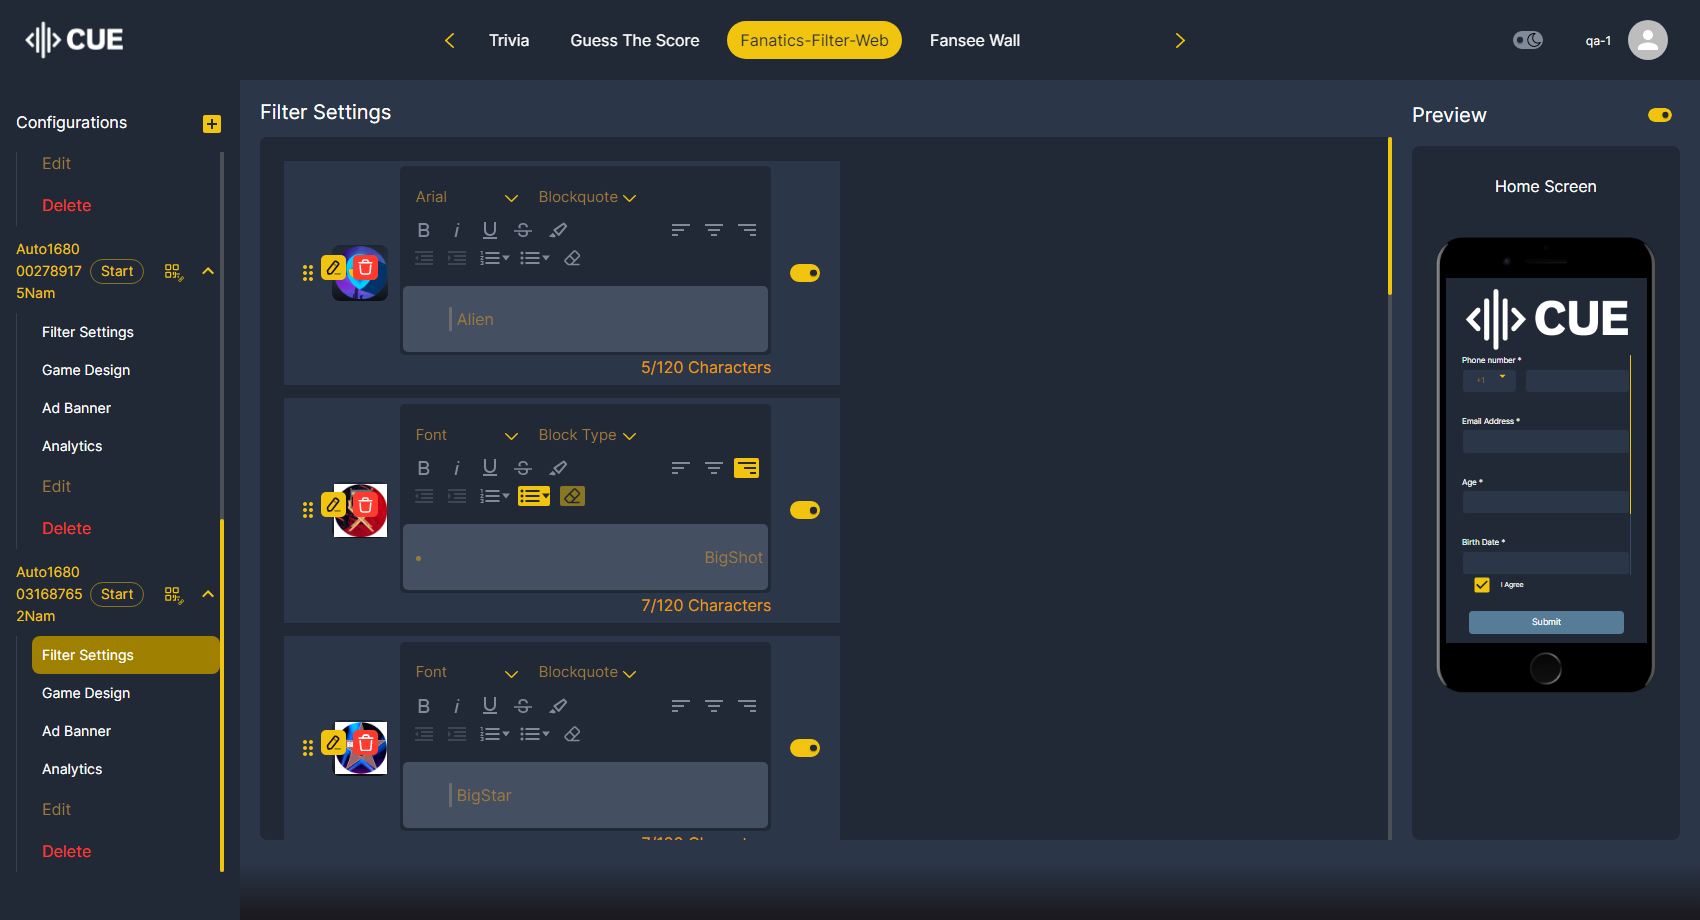 CUE
Trivia
Guess The Score
Fanatics-Filter-Web
Fansee Wall
qa-1
Configurations
Edit
Delete
Auto1680
00278917
5Nam
Start
Filter Settings
Game Design
Ad Banner
Analytics
Edit
Delete
Auto1680
03168765
2Nam
Start
Filter Settings
Game Design
Ad Banner
Analytics
Edit
Delete
Filter Settings
Arial
Blockquote
B i U S
Alien
5/120 Characters
Font
Block Type
B i U S
BigShot
7/120 Characters
Font
Blockquote
B i U S
BigStar
7/120 Characters
Preview
Home Screen
CUE
Phone number *
+1
Email Address *
Age *
Birth Date *
I Agree
Submit